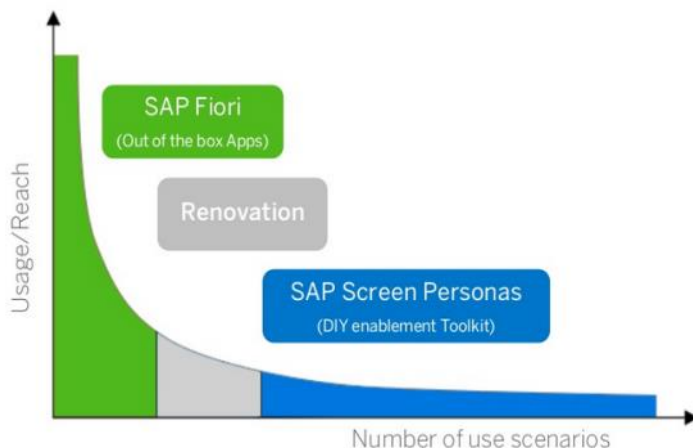 SAP Fiori
(Out of the box Apps)
Renovation
SAP Screen Personas
(DIY enablement Toolkit)
Usage/Reach
Number of use scenarios